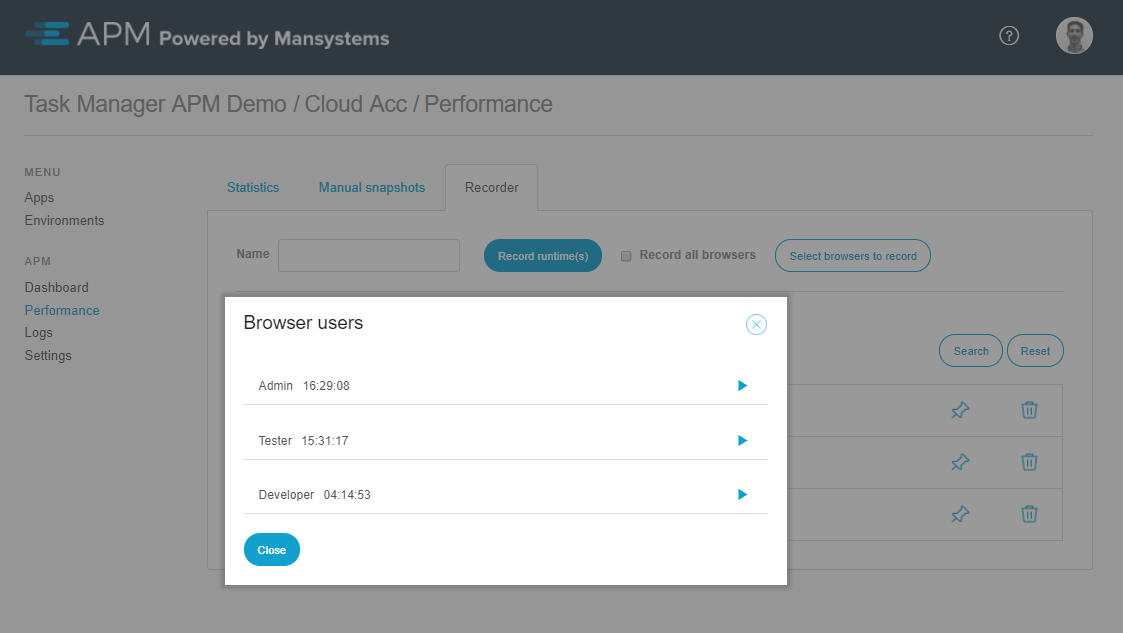 APM Powered by Mansystems
?
Task Manager APM Demo / Cloud Acc / Performance
MENU
Apps
Environments
APM
Dashboard
Performance
Logs
Settings
Statistics
Manual snapshots
Recorder
Name
Record runtime(s)
Record all browsers
Select browsers to record
Search
Reset
Browser users
Admin 16:29:08
Tester 15:31:17
Developer 04:14:53
Close